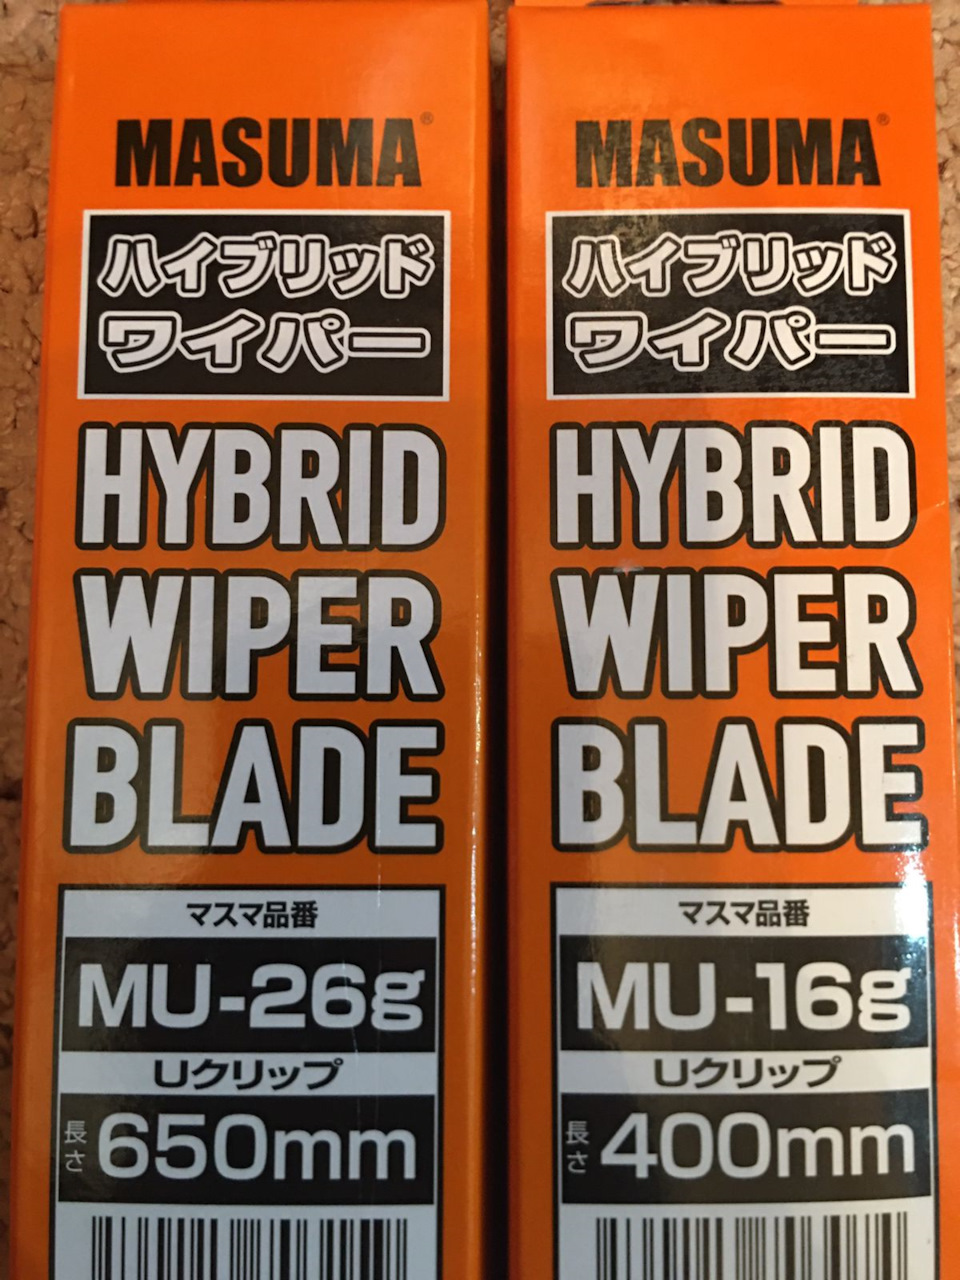 MASUMA®
ハイブリッド
ワイパー
HYBRID
WIPER
BLADE
マスマ品番
MU-26g
Uクリップ
長さ 650mm
MASUMA®
ハイブリッド
ワイパー
HYBRID
WIPER
BLADE
マスマ品番
MU-16g
Uクリップ
長さ 400mm